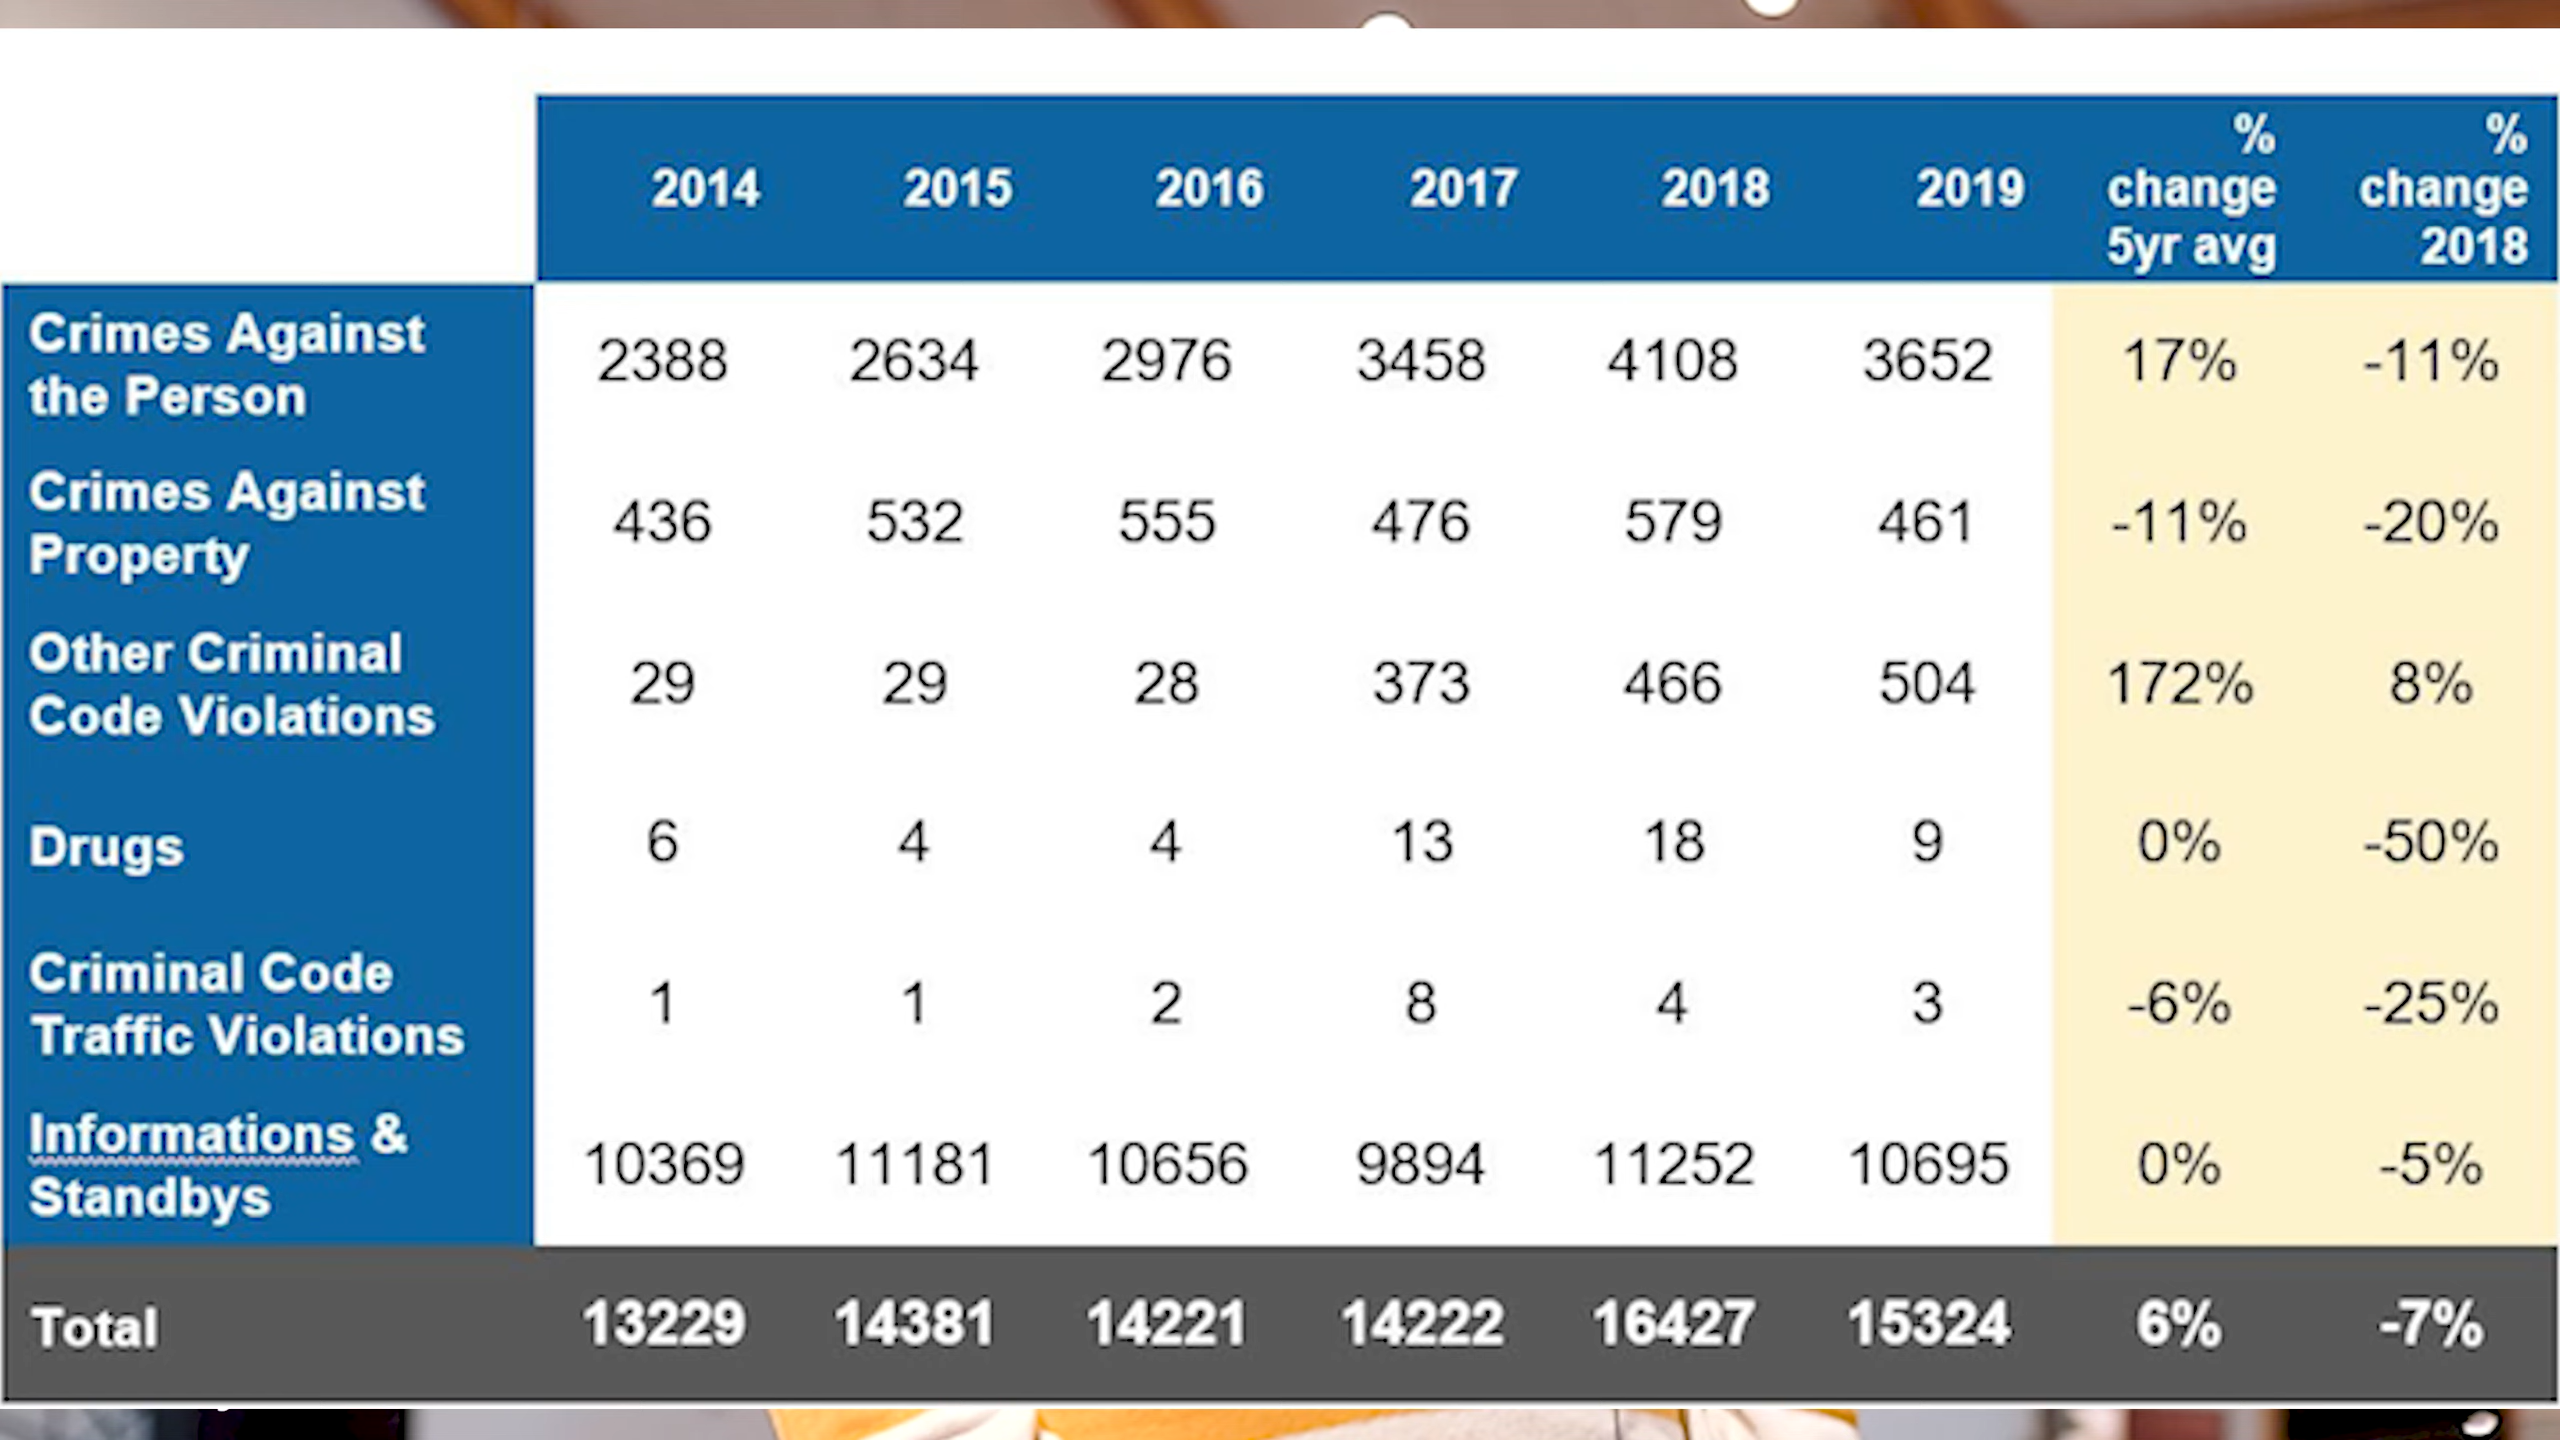 2014 2015 2016 2017 2018 2019 % change 5yr avg % change 2018
Crimes Against the Person 2388 2634 2976 3458 4108 3652 17% -11%
Crimes Against Property 436 532 555 476 579 461 -11% -20%
Other Criminal Code Violations 29 29 28 373 466 504 172% 8%
Drugs 6 4 4 13 18 9 0% -50%
Criminal Code Traffic Violations 1 1 2 8 4 3 -6% -25%
Informations & Standbys 10369 11181 10656 9894 11252 10695 0% -5%
Total 13229 14381 14221 14222 16427 15324 6% -7%